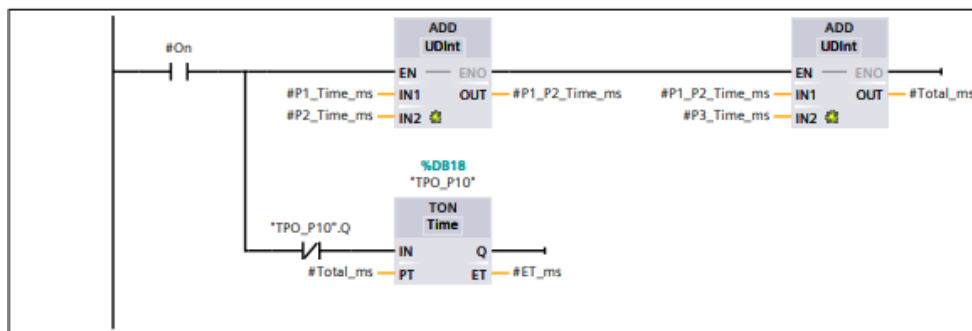 #On
ADD
UDInt
EN ENO
#P1_Time_ms IN1 OUT #P1_P2_Time_ms
#P2_Time_ms IN2
ADD
UDInt
EN ENO
#P1_P2_Time_ms IN1 OUT #Total_ms
#P3_Time_ms IN2
%DB18
"TPO_P10"
TON
Time
"TPO_P10".Q IN Q
#Total_ms PT ET #ET_ms